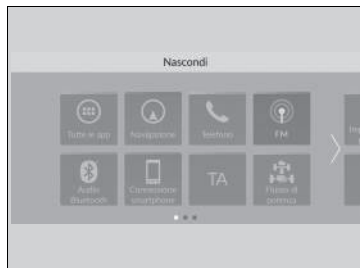 Nascondi
Tutte le app
Navigazione
Telefono
FM
Audio
Bluetooth
Connessione
smartphone
TA
Flusso di
potenza